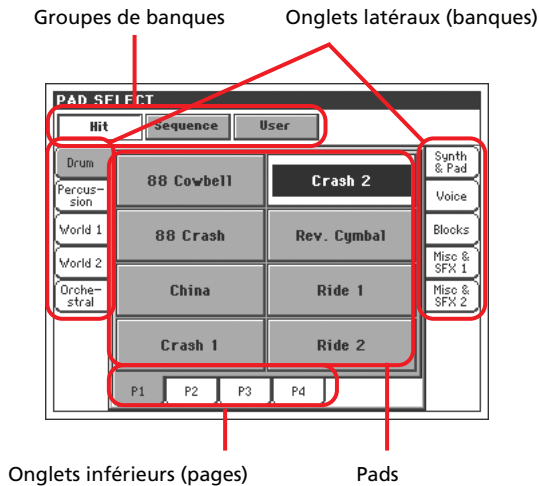 Groupes de banques
Onglets latéraux (banques)
PAD SELECT
Hit
Sequence
User
Drum
Percus-
sion
World 1
World 2
Orche-
stral
88 Cowbell
Crash 2
88 Crash
Rev. Cymbal
China
Ride 1
Crash 1
Ride 2
Synth
& Pad
Voice
Blocks
Misc &
SFX 1
Misc &
SFX 2
P1
P2
P3
P4
Onglets inférieurs (pages)
Pads